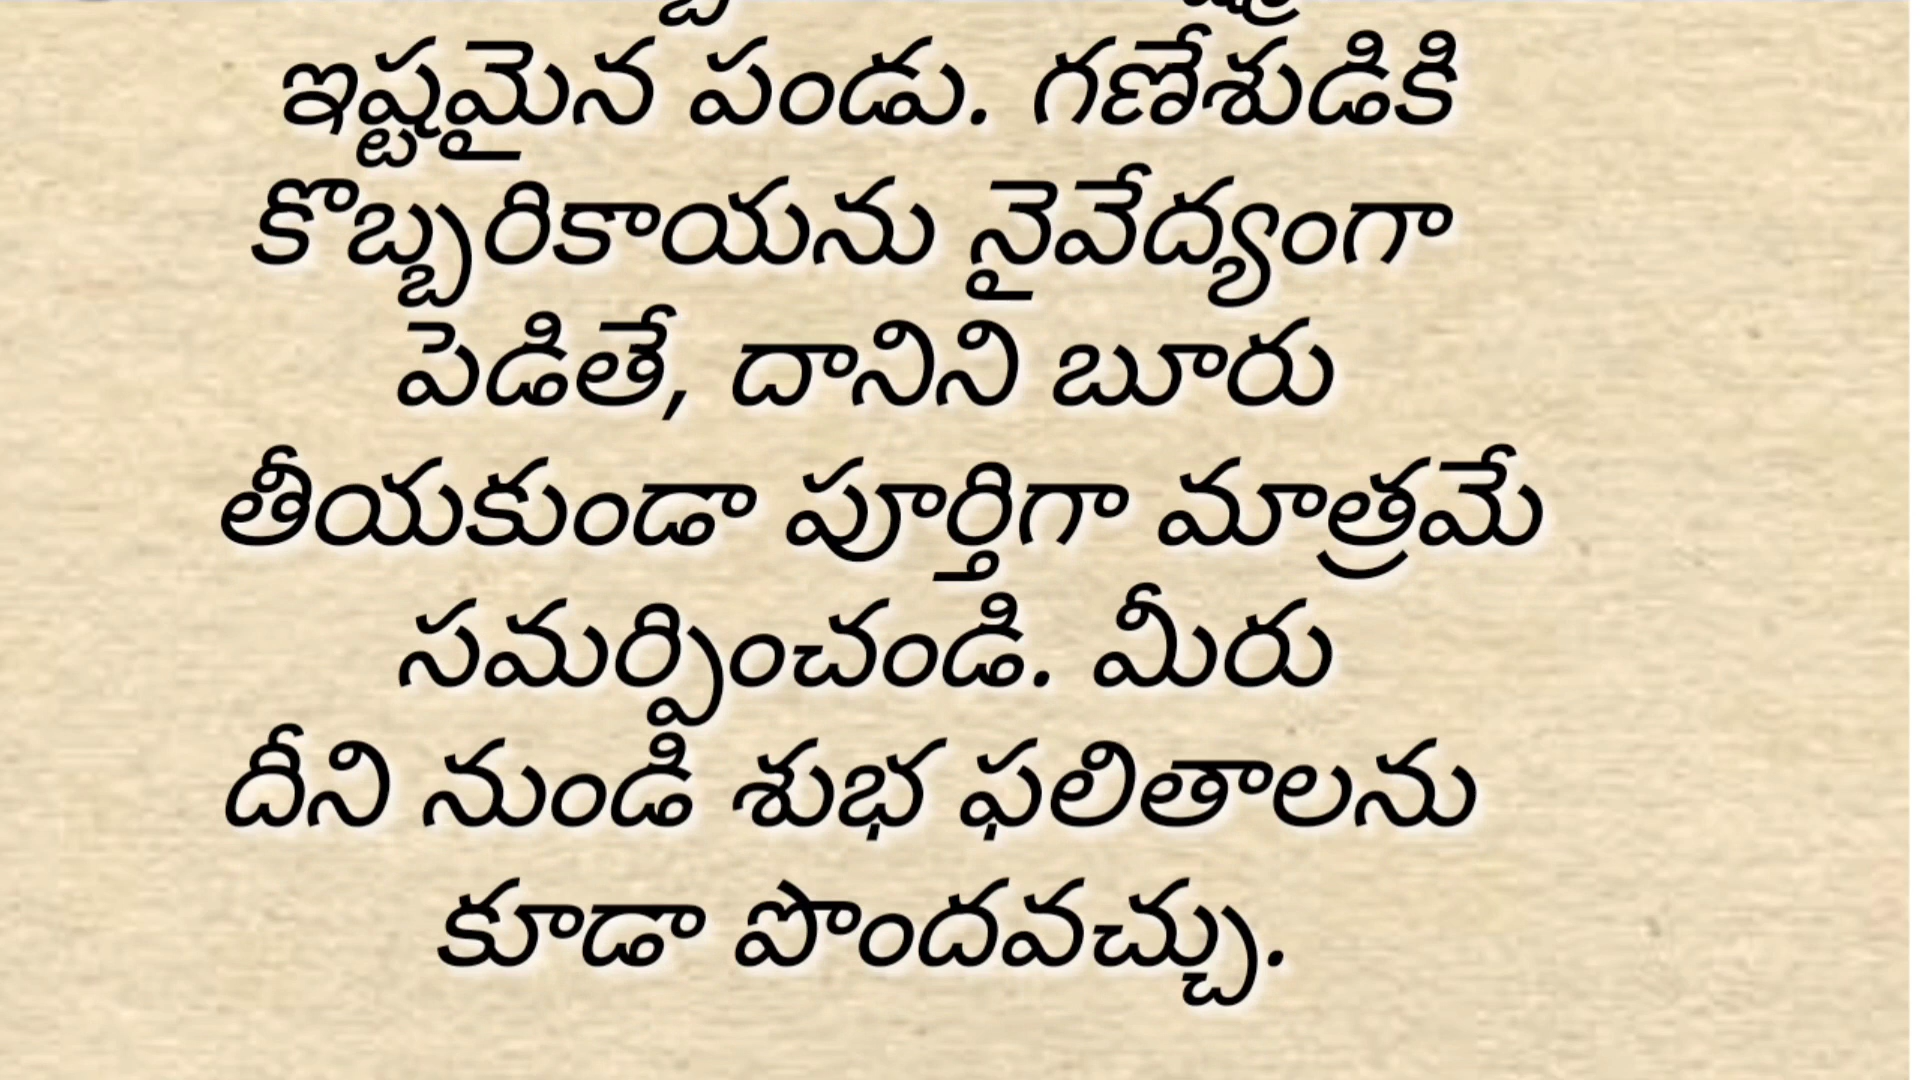 ఇష్టమైన పండు. గణేశుడికి
కొబ్బరికాయను నైవేద్యంగా
పెడితే, దానిని బూరు
తీయకుండా పూర్తిగా మాత్రమే
సమర్పించండి. మీరు
దీని నుండి శుభ ఫలితాలను
కూడా పొందవచ్చు.